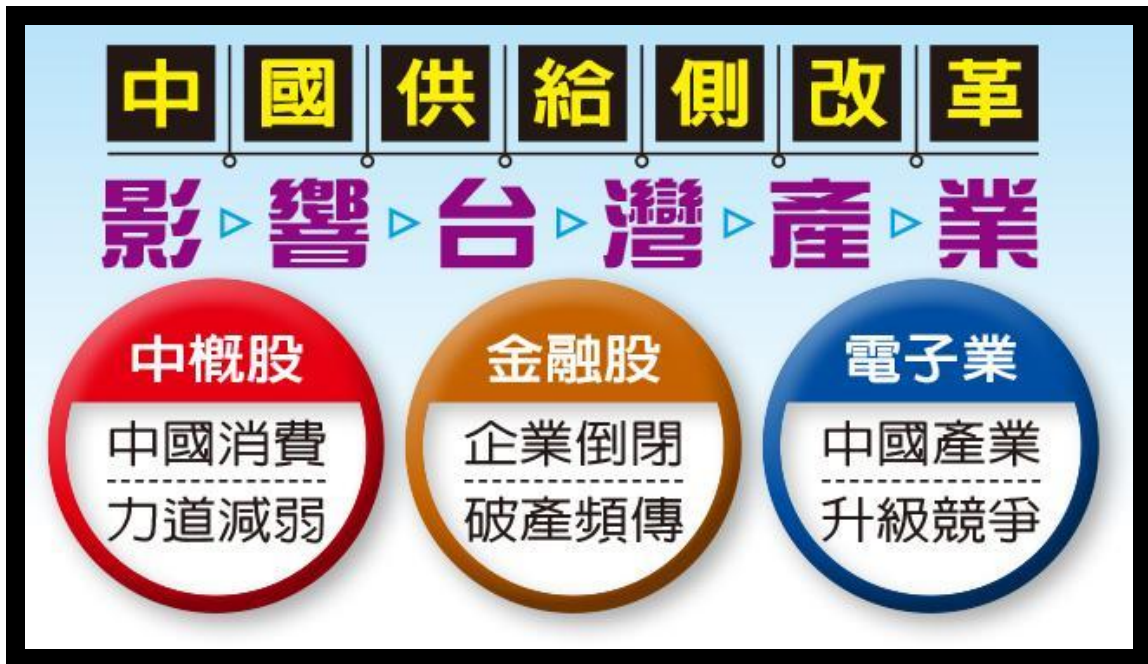 中國供給側改革
影響台灣產業
中概股
中國消費
力道減弱
金融股
企業倒閉
破產頻傳
電子業
中國產業
升級競爭